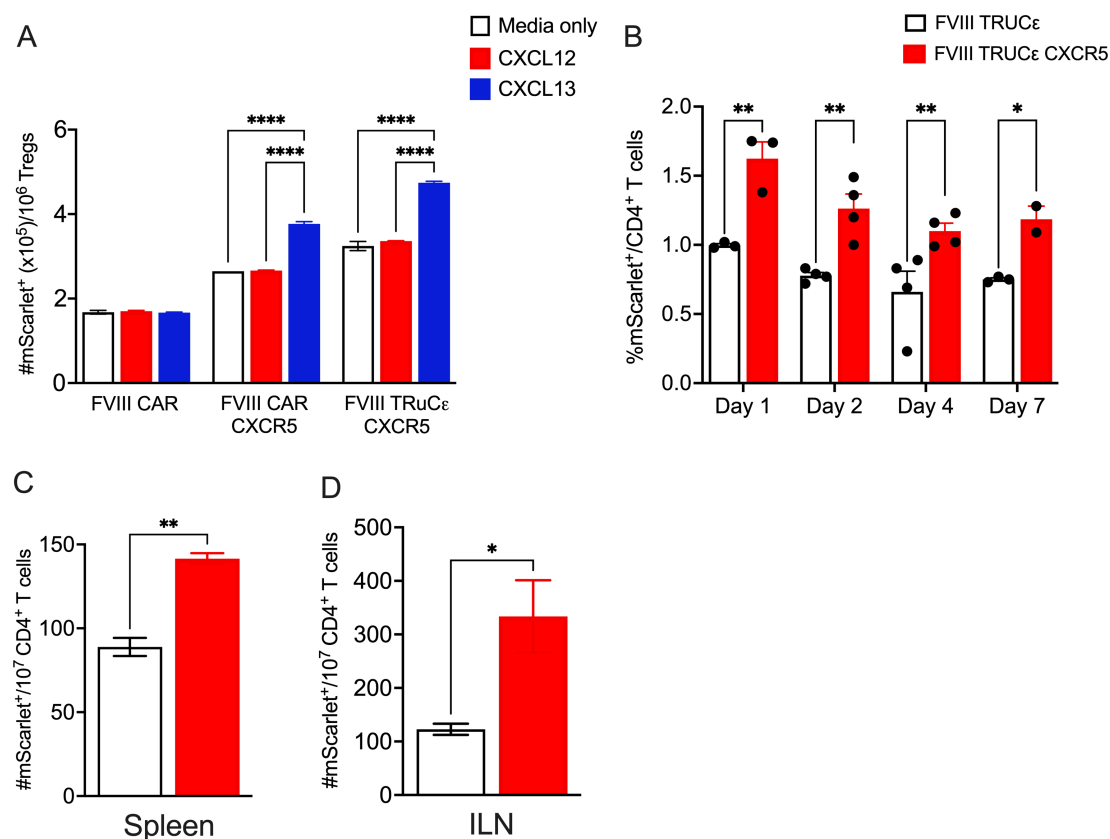 A
Media only
CXCL12
CXCL13
#mScarlet⁺ (x10⁵)/10⁶ Tregs
6
4
2
0
**** ****
**** ****
FVIII CAR
FVIII CAR CXCR5
FVIII TRuCε CXCR5
B
FVIII TRUCε
FVIII TRUCε CXCR5
%mScarlet⁺/CD4⁺ T cells
2.0
1.5
1.0
0.5
0.0
** ** ** *
Day 1 Day 2 Day 4 Day 7
C
#mScarlet⁺/10⁷ CD4⁺ T cells
150
100
50
0
**
Spleen
D
#mScarlet⁺/10⁷ CD4⁺ T cells
500
400
300
200
100
0
*
ILN